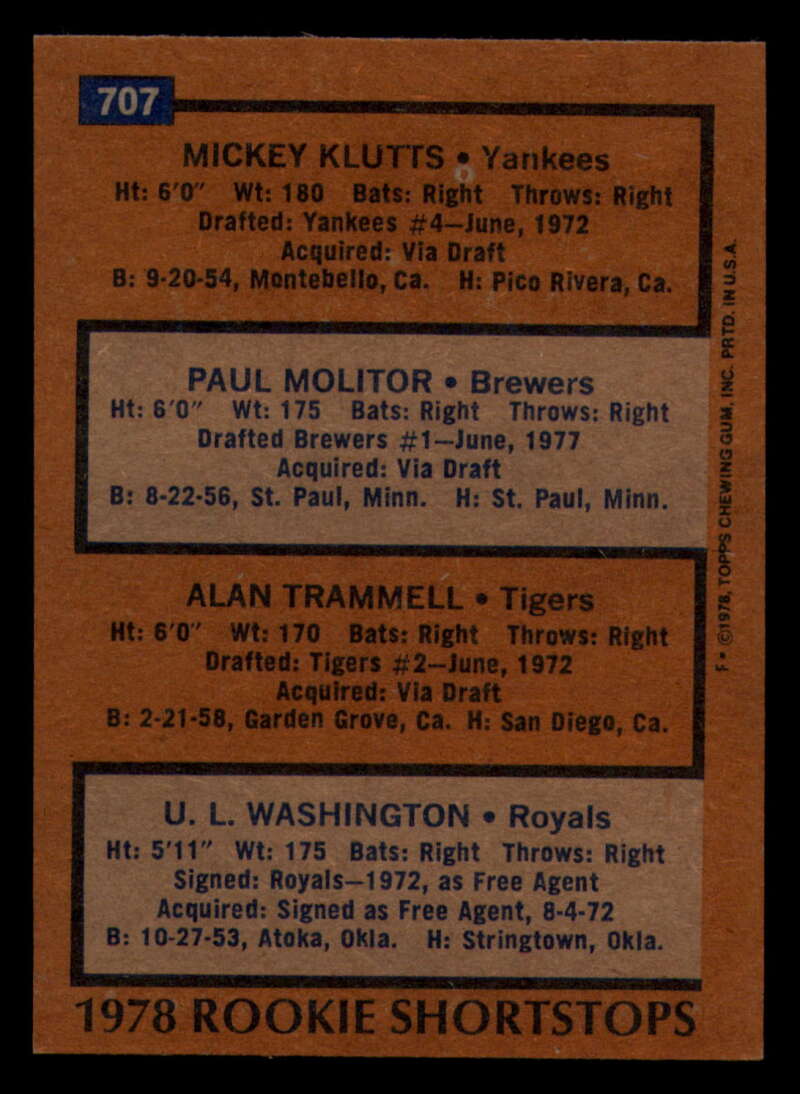 707
MICKEY KLUTTS • Yankees
Ht: 6'0" Wt: 180 Bats: Right Throws: Right
Drafted: Yankees #4—June, 1972
Acquired: Via Draft
B: 9-20-54, Montebello, Ca. H: Pico Rivera, Ca.
PAUL MOLITOR • Brewers
Ht: 6'0" Wt: 175 Bats: Right Throws: Right
Drafted Brewers #1—June, 1977
Acquired: Via Draft
B: 8-22-56, St. Paul, Minn. H: St. Paul, Minn.
ALAN TRAMMELL • Tigers
Ht: 6'0" Wt: 170 Bats: Right Throws: Right
Drafted: Tigers #2—June, 1972
Acquired: Via Draft
B: 2-21-58, Garden Grove, Ca. H: San Diego, Ca.
U. L. WASHINGTON • Royals
Ht: 5'11" Wt: 175 Bats: Right Throws: Right
Signed: Royals—1972, as Free Agent
Acquired: Signed as Free Agent, 8-4-72
B: 10-27-53, Atoka, Okla. H: Stringtown, Okla.
1978 ROOKIE SHORTSTOPS
F • ©1978, TOPPS CHEWING GUM, INC. PRTD. IN U.S.A.